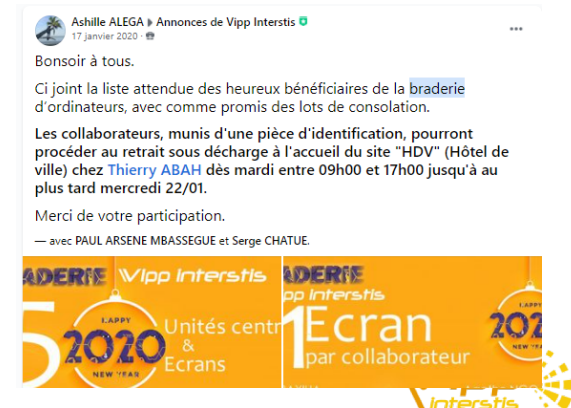 Ashille ALEGA ▸ Annonces de Vipp Interstis
17 janvier 2020 ·
Bonsoir à tous.
Ci joint la liste attendue des heureux bénéficiaires de la braderie
d'ordinateurs, avec comme promis des lots de consolation.
Les collaborateurs, munis d'une pièce d'identification, pourront
procéder au retrait sous décharge à l'accueil du site "HDV" (Hôtel de
ville) chez Thierry ABAH dès mardi entre 09h00 et 17h00 jusqu'à au
plus tard mercredi 22/01.
Merci de votre participation.
— avec PAUL ARSENE MBASSEGUE et Serge CHATUE.
ADERIE Vipp Interstis
5
HAPPY
2020
NEW YEAR
Unités centr
&
Ecrans
ADERIE
pp Interstis
1 Ecran
par collaborateur
HAPPY
202
NEW YE
Vipp
Interstis